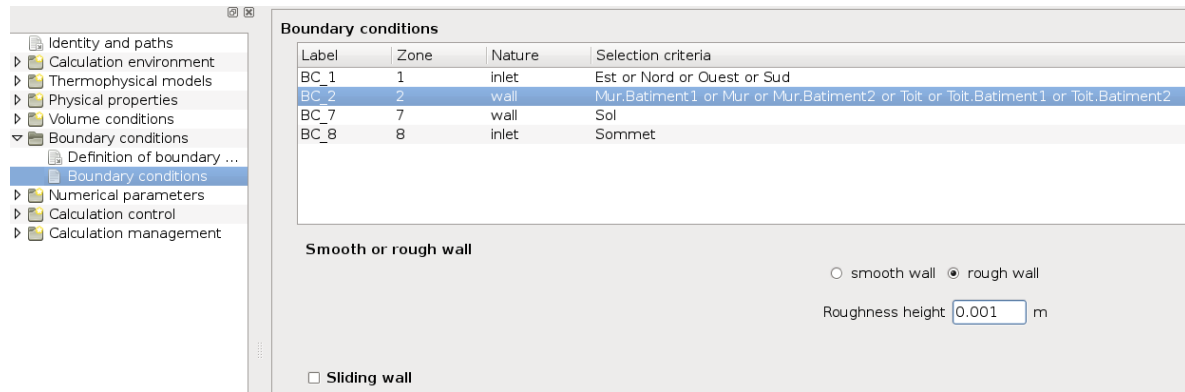 Identity and paths
Calculation environment
Thermophysical models
Physical properties
Volume conditions
Boundary conditions
Definition of boundary ...
Boundary conditions
Numerical parameters
Calculation control
Calculation management
Boundary conditions
Label Zone Nature Selection criteria
BC_1 1 inlet Est or Nord or Ouest or Sud
BC_2 2 wall Mur.Batiment1 or Mur or Mur.Batiment2 or Toit or Toit.Batiment1 or Toit.Batiment2
BC_7 7 wall Sol
BC_8 8 inlet Sommet
Smooth or rough wall
smooth wall rough wall
Roughness height 0.001 m
Sliding wall